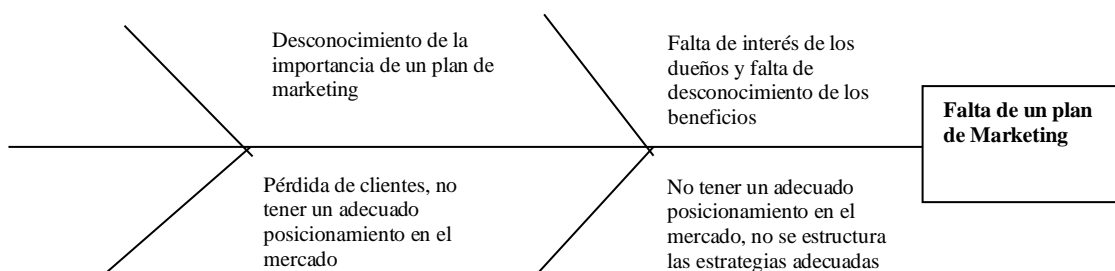 Desconocimiento de la
importancia de un plan de
marketing
Falta de interés de los
dueños y falta de
desconocimiento de los
beneficios
Falta de un plan
de Marketing
Pérdida de clientes, no
tener un adecuado
posicionamiento en el
mercado
No tener un adecuado
posicionamiento en el
mercado, no se estructura
las estrategias adecuadas